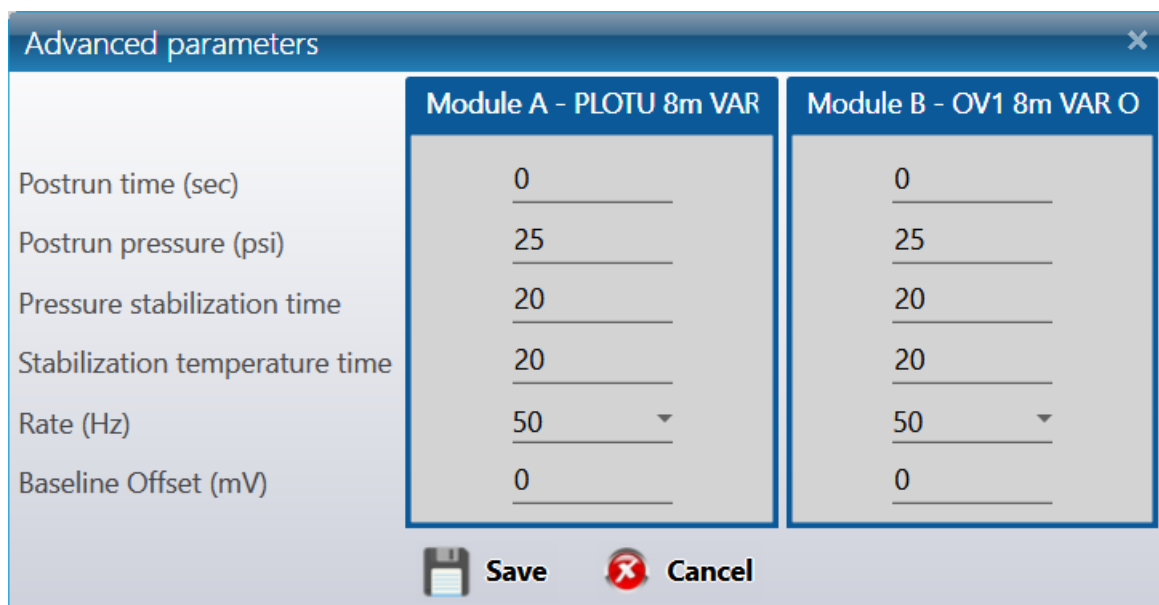 Advanced parameters
Module A - PLOTU 8m VAR Module B - OV1 8m VAR O
Postrun time (sec) 0 0
Postrun pressure (psi) 25 25
Pressure stabilization time 20 20
Stabilization temperature time 20 20
Rate (Hz) 50 50
Baseline Offset (mV) 0 0
Save Cancel